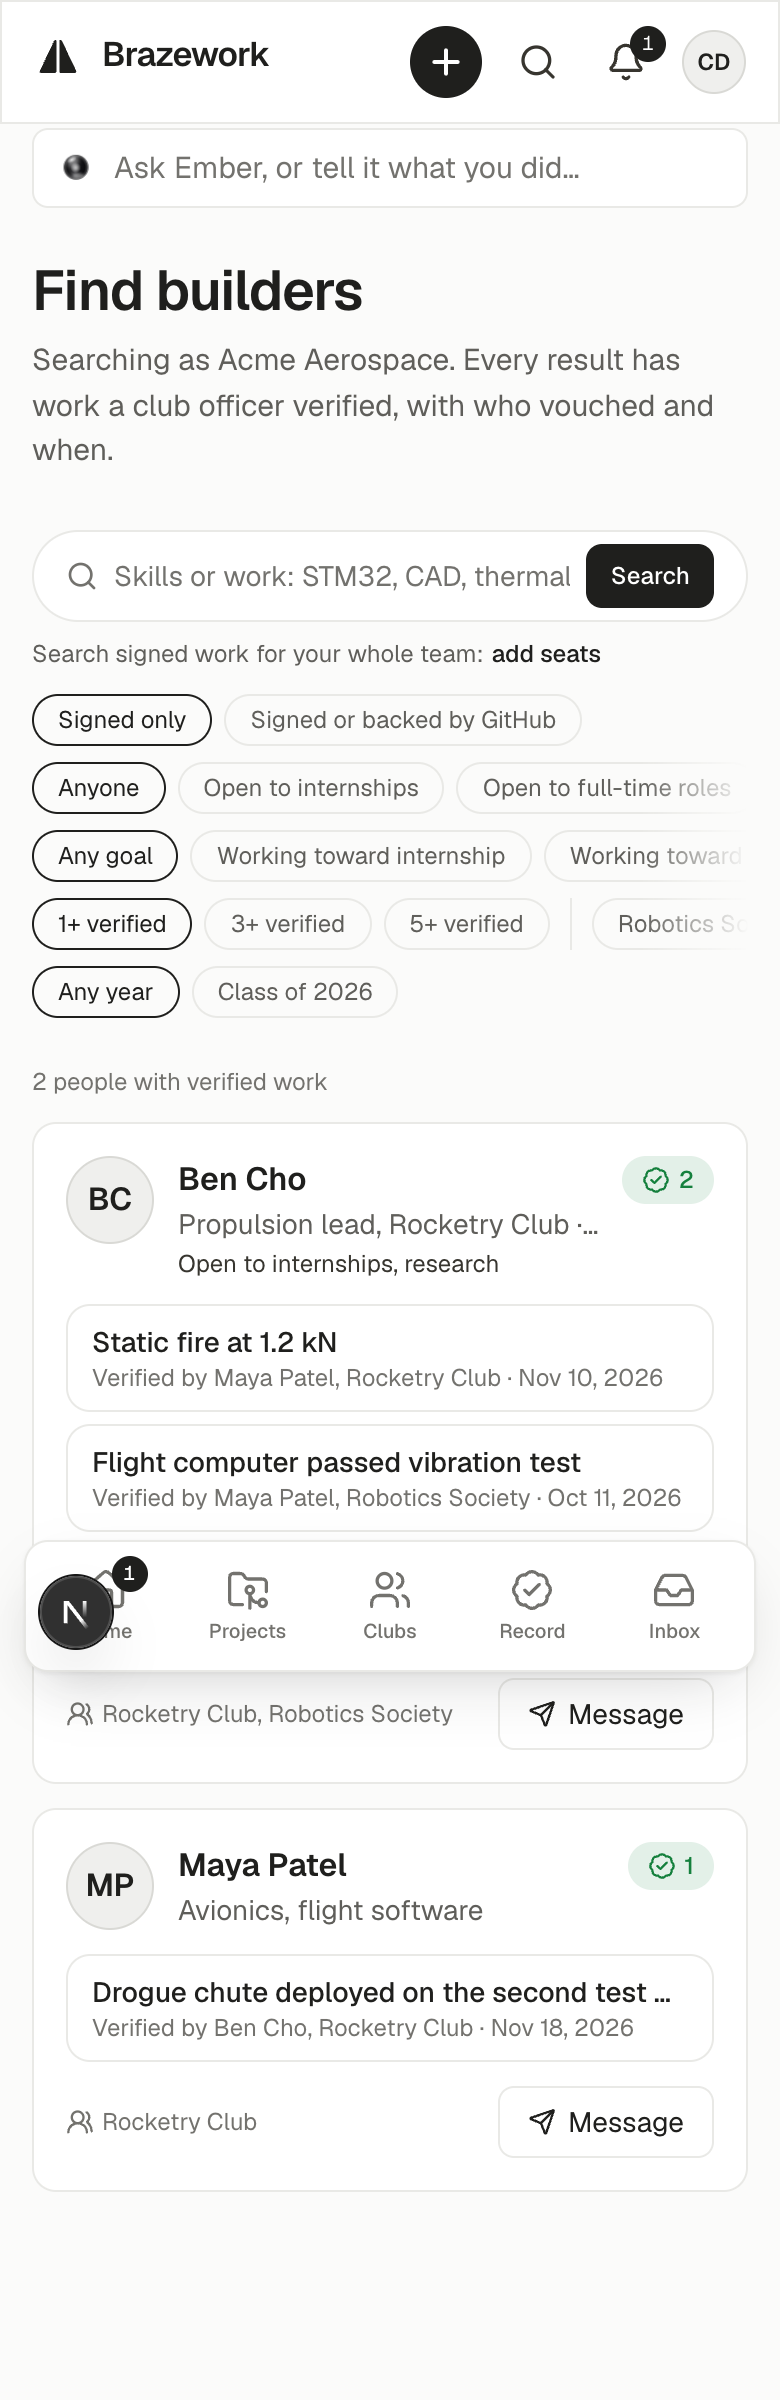 Brazework
1
CD
Ask Ember, or tell it what you did...
Find builders
Searching as Acme Aerospace. Every result has
work a club officer verified, with who vouched and
when.
Skills or work: STM32, CAD, thermal
Search
Search signed work for your whole team: add seats
Signed only
Signed or backed by GitHub
Anyone
Open to internships
Open to full-time roles
Any goal
Working toward internship
Working toward
1+ verified
3+ verified
5+ verified
Robotics So
Any year
Class of 2026
2 people with verified work
BC
Ben Cho
2
Propulsion lead, Rocketry Club ·...
Open to internships, research
Static fire at 1.2 kN
Verified by Maya Patel, Rocketry Club · Nov 10, 2026
Flight computer passed vibration test
Verified by Maya Patel, Robotics Society · Oct 11, 2026
1
N
me
Projects
Clubs
Record
Inbox
Rocketry Club, Robotics Society
Message
MP
Maya Patel
1
Avionics, flight software
Drogue chute deployed on the second test ...
Verified by Ben Cho, Rocketry Club · Nov 18, 2026
Rocketry Club
Message